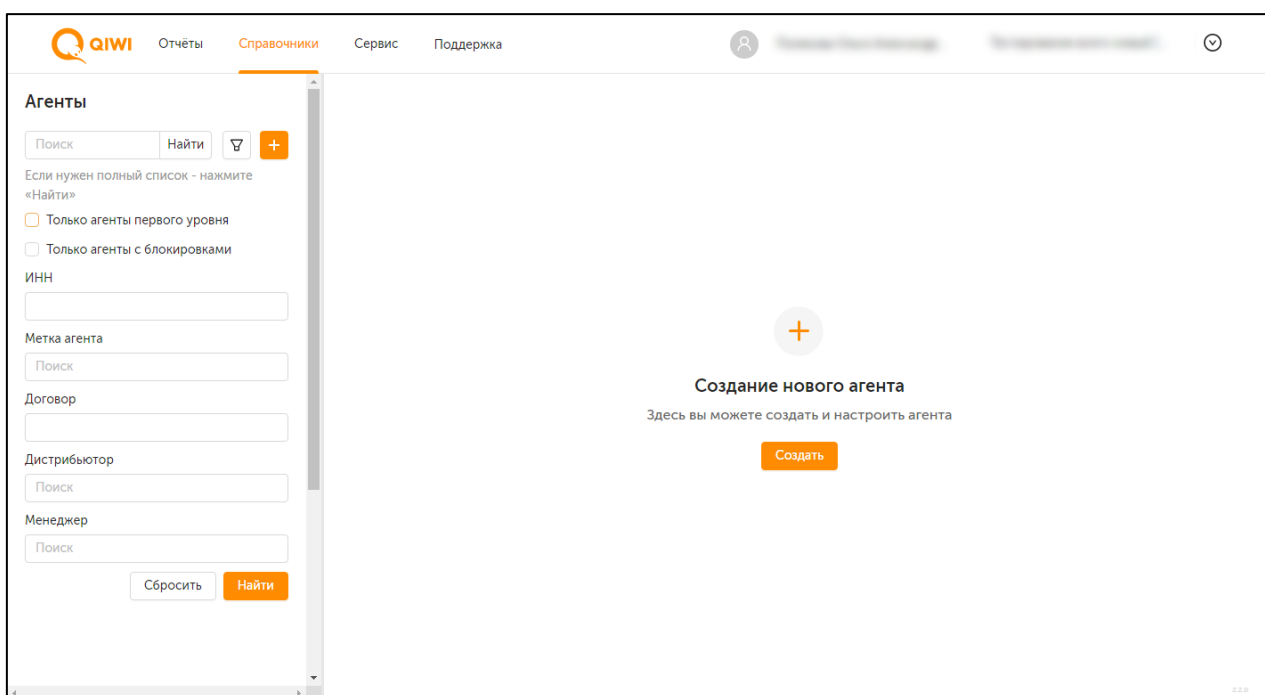 QIWI Отчёты Справочники Сервис Поддержка
Агенты
Поиск Найти
Если нужен полный список - нажмите
«Найти»
Только агенты первого уровня
Только агенты с блокировками
ИНН
Метка агента
Поиск
Договор
Дистрибьютор
Поиск
Менеджер
Поиск
Сбросить Найти
Создание нового агента
Здесь вы можете создать и настроить агента
Создать